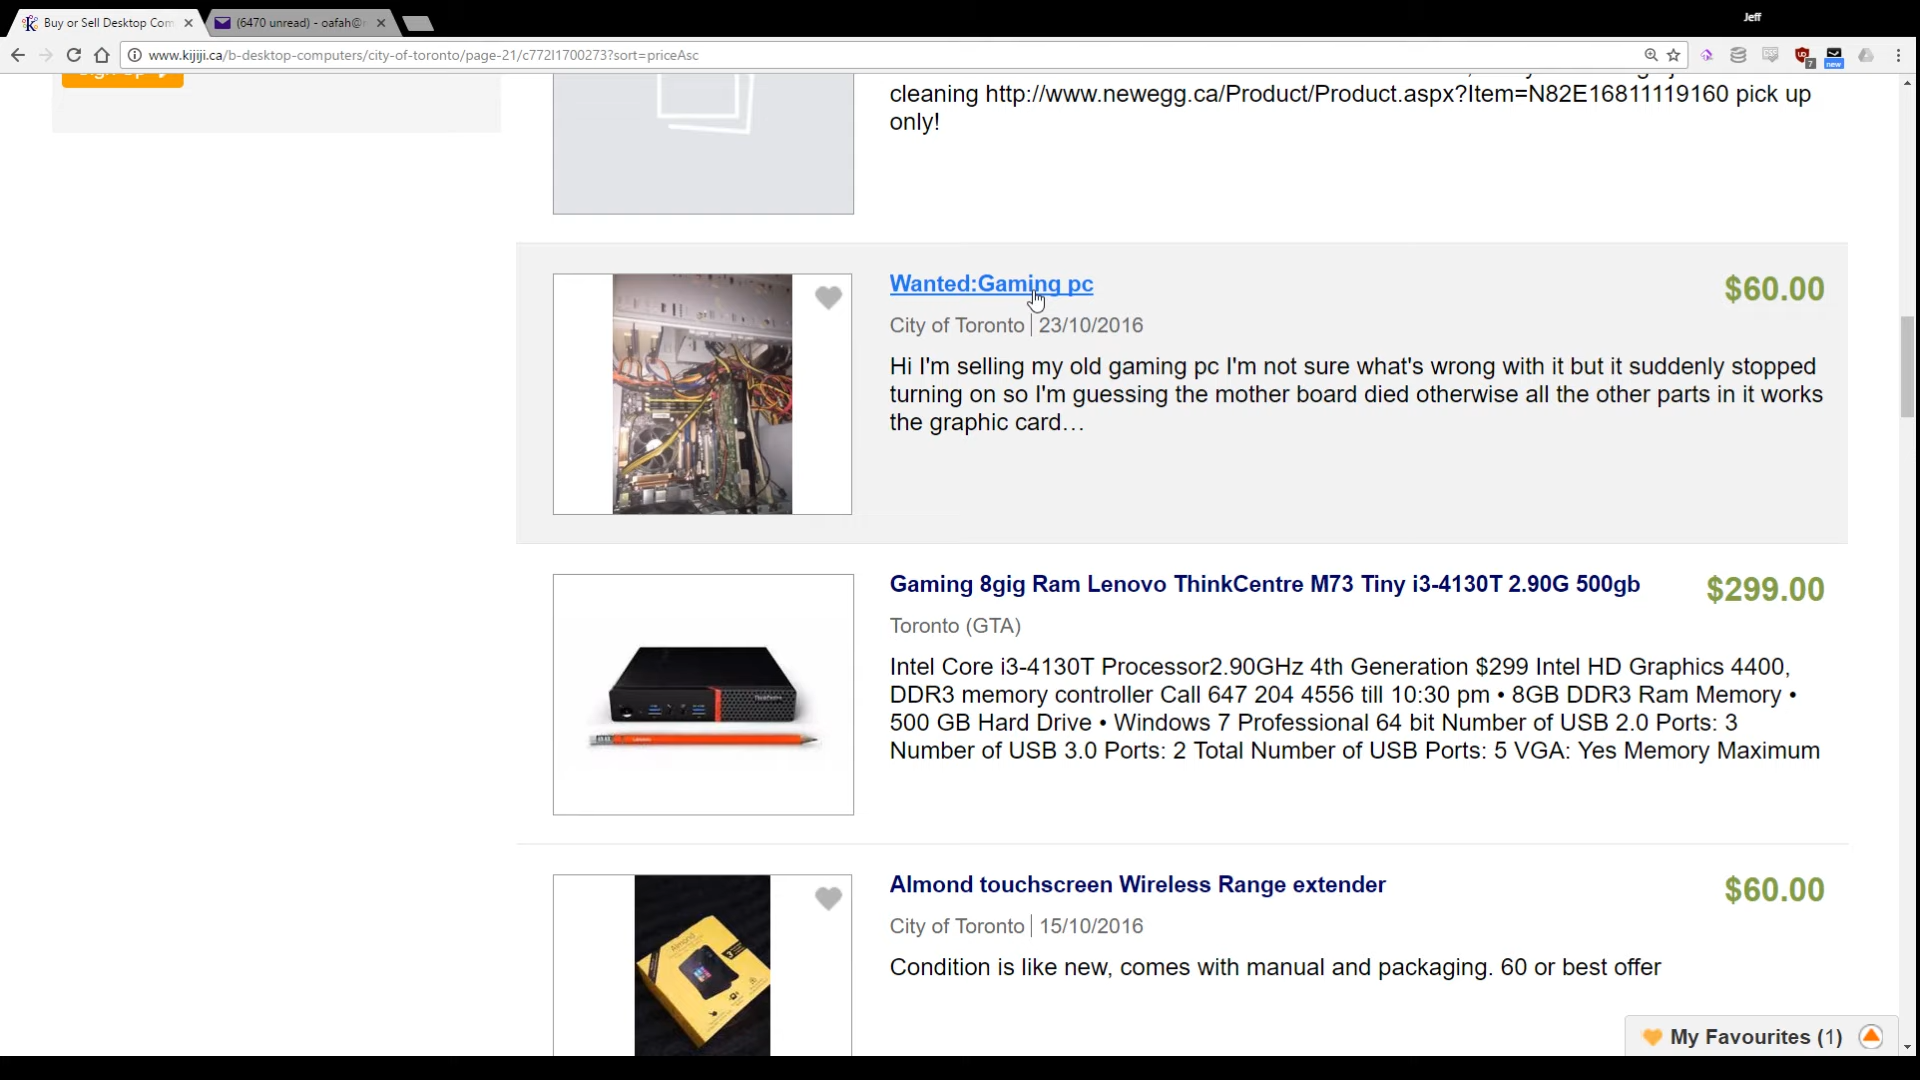 Jeff
Buy or Sell Desktop Com
(6470 unread) - oafah@
www.kijiji.ca/b-desktop-computers/city-of-toronto/page-21/c772l1700273?sort=priceAsc
7
new
cleaning http://www.newegg.ca/Product/Product.aspx?Item=N82E16811119160 pick up
only!
Wanted:Gaming pc
$60.00
City of Toronto | 23/10/2016
Hi I'm selling my old gaming pc I'm not sure what's wrong with it but it suddenly stopped
turning on so I'm guessing the mother board died otherwise all the other parts in it works
the graphic card…
Gaming 8gig Ram Lenovo ThinkCentre M73 Tiny i3-4130T 2.90G 500gb
$299.00
Toronto (GTA)
Intel Core i3-4130T Processor2.90GHz 4th Generation $299 Intel HD Graphics 4400,
DDR3 memory controller Call 647 204 4556 till 10:30 pm • 8GB DDR3 Ram Memory •
500 GB Hard Drive • Windows 7 Professional 64 bit Number of USB 2.0 Ports: 3
Number of USB 3.0 Ports: 2 Total Number of USB Ports: 5 VGA: Yes Memory Maximum
Almond touchscreen Wireless Range extender
$60.00
City of Toronto | 15/10/2016
Condition is like new, comes with manual and packaging. 60 or best offer
Almond
My Favourites (1)